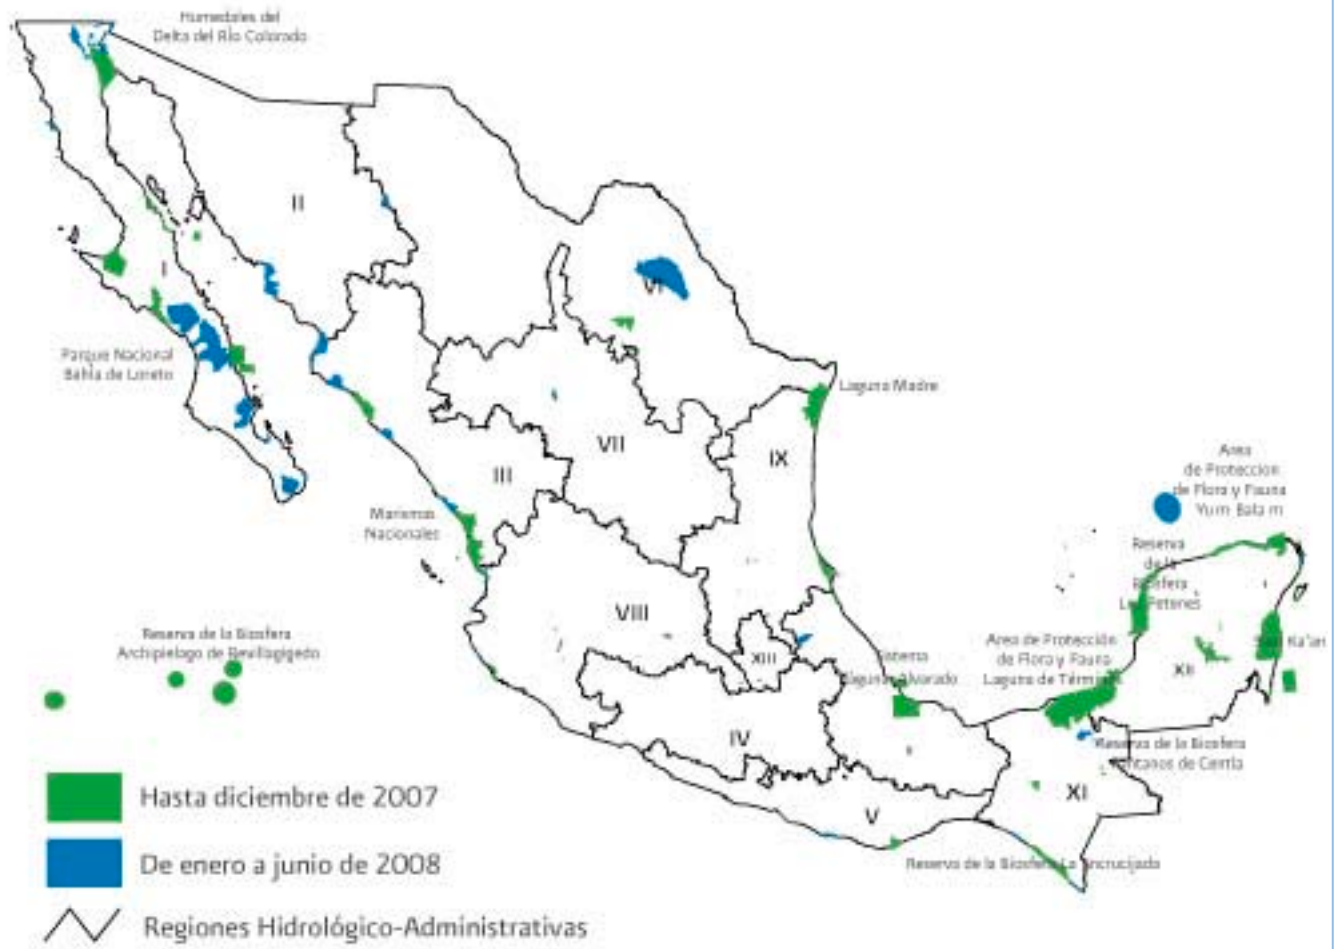 Humedales del
Delta del Río Colorado
II
I
VI
Parque Nacional
Bahía de Loreto
Laguna Madre
VII
IX
III
Area
de Proteccion
de Flora y Fauna
Yum Balam
Marismas
Nacionales
Reserva
de la
Biosfera
Los Petenes
VIII
Reserva de la Biosfera
Archipielago de Revillagigedo
XIII
Area de Protección
de Flora y Fauna
Laguna de Términos
Sian Ka'an
XII
Sistema
Lagunar Alvarado
IV
Reserva de la Biosfera
Pantanos de Centla
XI
V
Reserva de la Biosfera La Encrucijada
Hasta diciembre de 2007
De enero a junio de 2008
Regiones Hidrológico-Administrativas